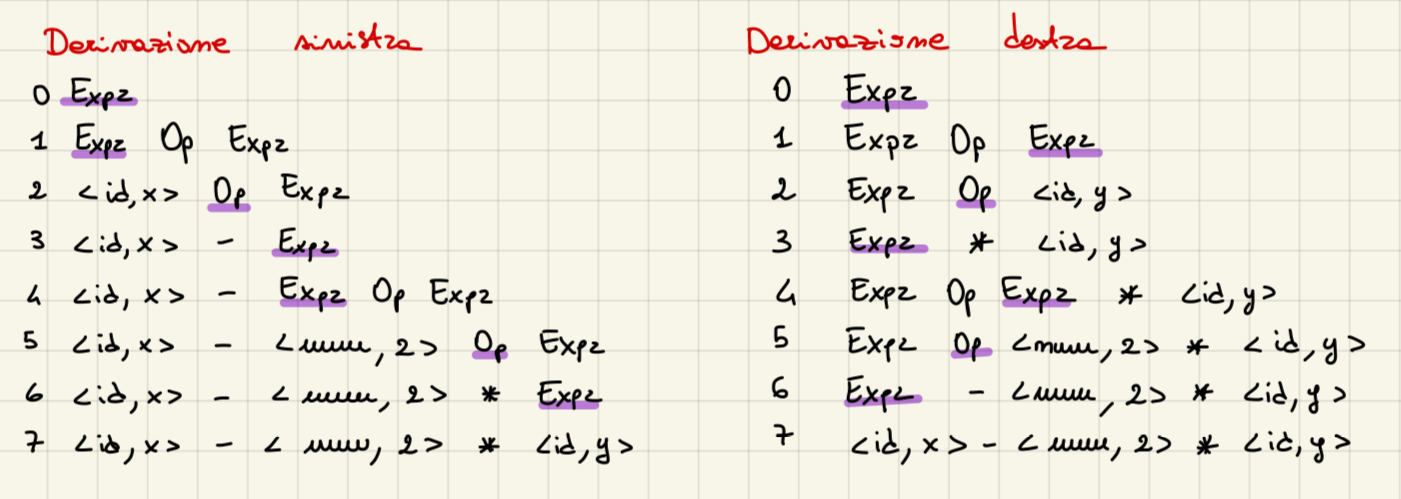 Derivazione sinistra
0 Expr
1 Expr Op Expr
2 <id, x> Op Expr
3 <id, x> - Expr
4 <id, x> - Expr Op Expr
5 <id, x> - <num, 2> Op Expr
6 <id, x> - <num, 2> * Expr
7 <id, x> - <num, 2> * <id, y>
Derivazione destra
0 Expr
1 Expr Op Expr
2 Expr Op <id, y>
3 Expr * <id, y>
4 Expr Op Expr * <id, y>
5 Expr Op <num, 2> * <id, y>
6 Expr - <num, 2> * <id, y>
7 <id, x> - <num, 2> * <id, y>